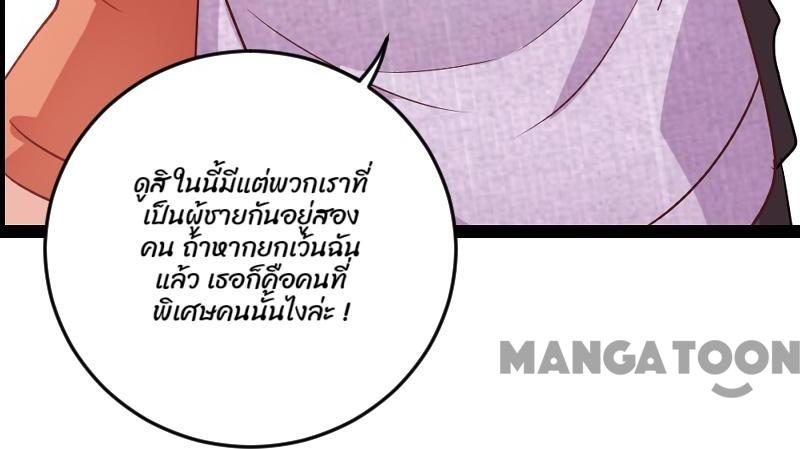 ดูสิ ในนี้มีแต่พวกเราที่
เป็นผู้ชายกันอยู่สอง
คน ถ้าหากยกเว้นฉัน
แล้ว เธอก็คือคนที่
พิเศษคนนั้นไงล่ะ !
MANGATOON